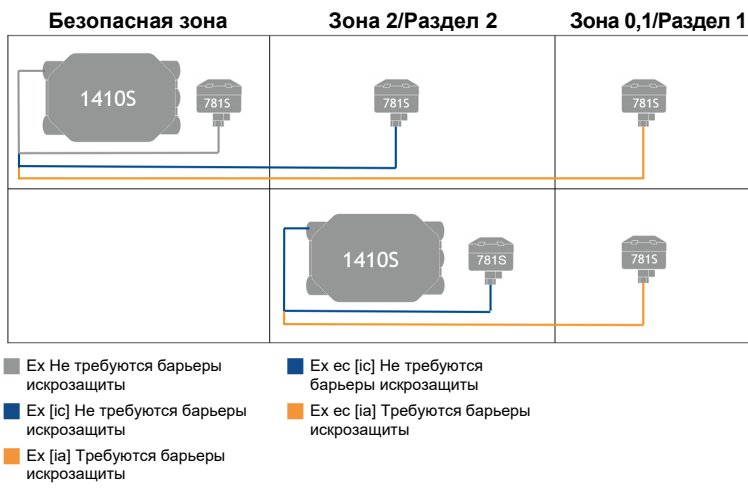 Безопасная зона
Зона 2/Раздел 2
Зона 0,1/Раздел 1
1410S
781S
781S
781S
1410S
781S
781S
Ex Не требуются барьеры
искрозащиты
Ex [ic] Не требуются барьеры
искрозащиты
Ex [ia] Требуются барьеры
искрозащиты
Ex ec [ic] Не требуются
барьеры искрозащиты
Ex ec [ia] Требуются барьеры
искрозащиты